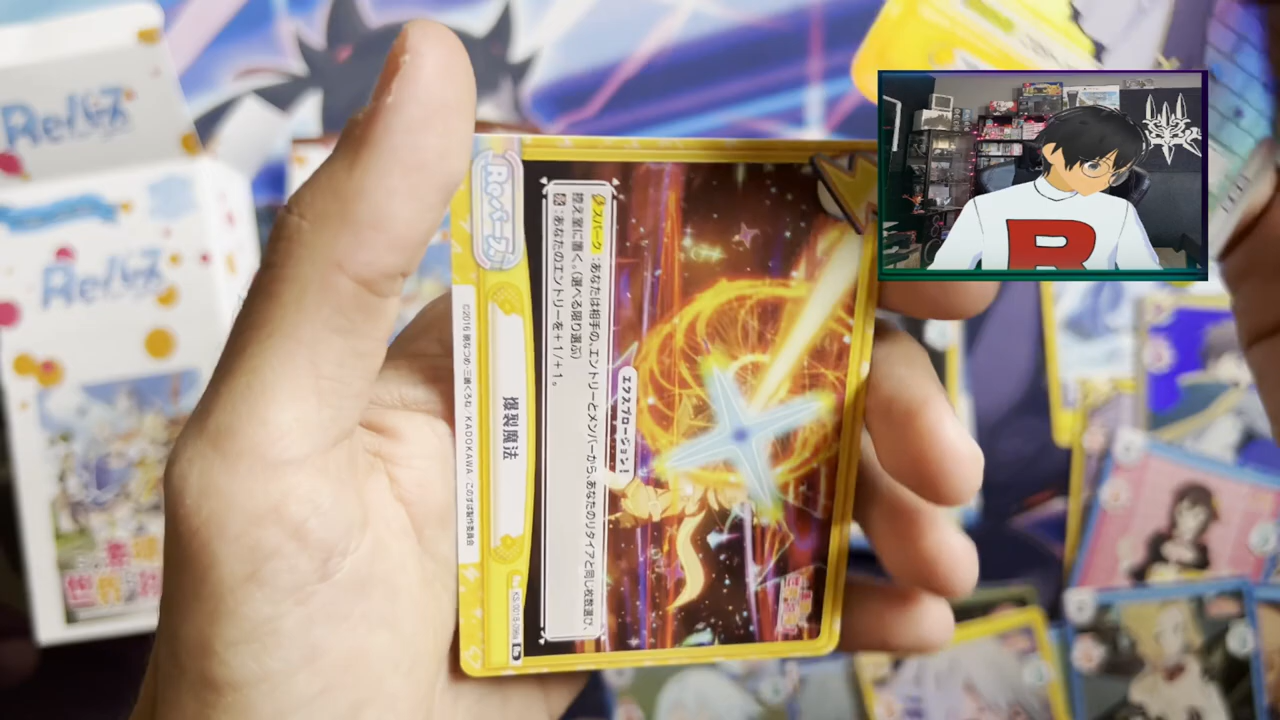 Reバース
Reバース
Reバース
スパーク：あなたは相手の、エントリーとメンバーから、あなたのリタイアと同じ枚数選び、
控え室に置く。（選べる限り選ぶ）
：あなたのエントリーを＋1/＋1。
エクスプロージョン！
爆裂魔法
©2016 暁なつめ・三嶋くろね/KADOKAWA/このすば製作委員会
R